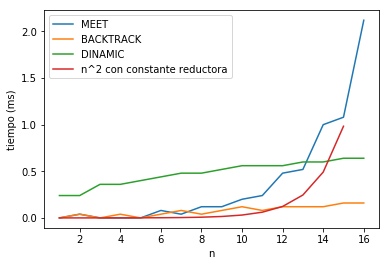 MEET
BACKTRACK
DINAMIC
n^2 con constante reductora
tiempo (ms)
2.0
1.5
1.0
0.5
0.0
2 4 6 8 10 12 14 16
n